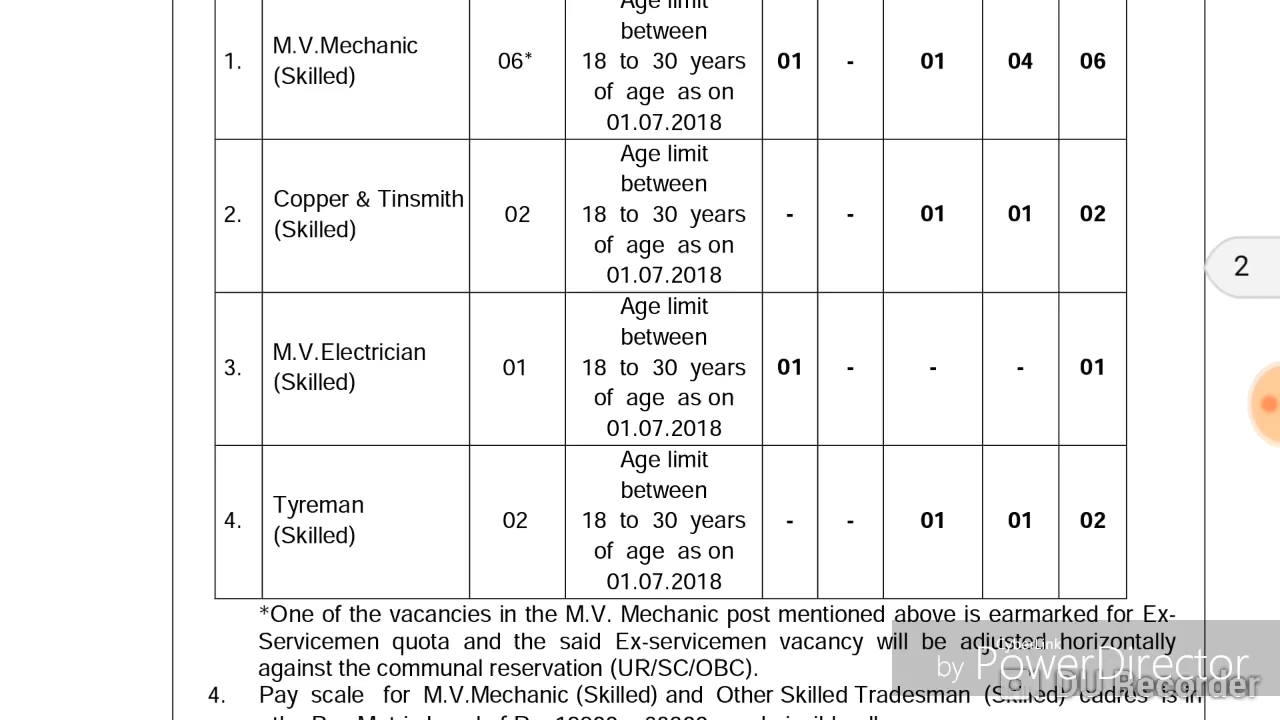 Age limit
between
1. M.V.Mechanic (Skilled) 06* 18 to 30 years 01 - 01 04 06
of age as on
01.07.2018
Age limit
between
2. Copper & Tinsmith (Skilled) 02 18 to 30 years - - 01 01 02
of age as on
01.07.2018
Age limit
between
3. M.V.Electrician (Skilled) 01 18 to 30 years 01 - - - 01
of age as on
01.07.2018
Age limit
between
4. Tyreman (Skilled) 02 18 to 30 years - - 01 01 02
of age as on
01.07.2018
2
*One of the vacancies in the M.V. Mechanic post mentioned above is earmarked for Ex-
Servicemen quota and the said Ex-servicemen vacancy will be adjusted horizontally
against the communal reservation (UR/SC/OBC).
4. Pay scale for M.V.Mechanic (Skilled) and Other Skilled Tradesman (Skilled) cadres is in
CyberLink
by PowerDirector
DU Recorder